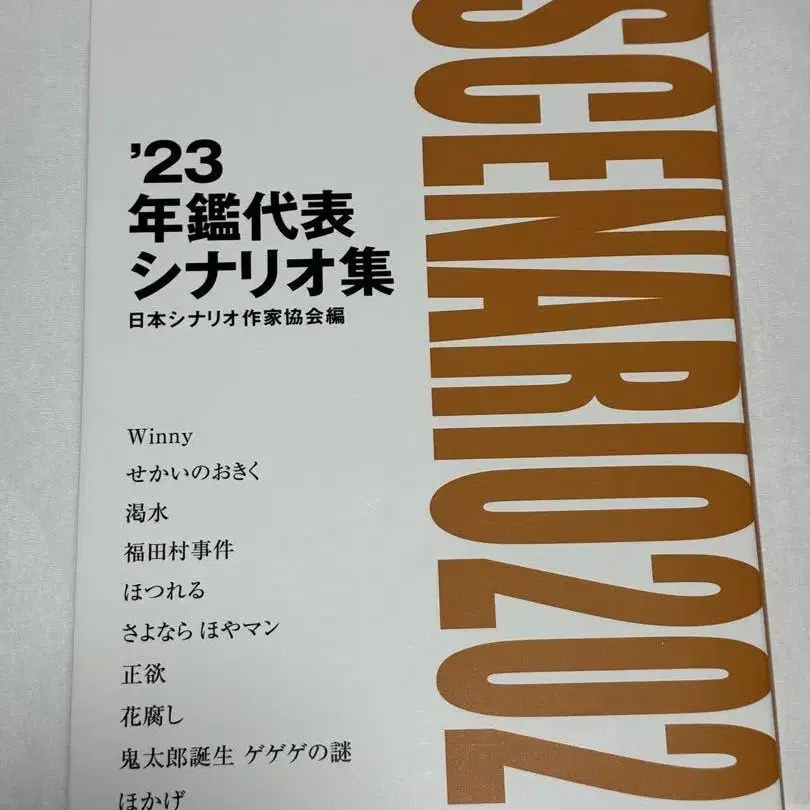 '23
年鑑代表
シナリオ集
日本シナリオ作家協会編
Winny
せかいのおきく
渇水
福田村事件
ほつれる
さよなら ほやマン
正欲
花腐し
鬼太郎誕生 ゲゲゲの謎
ほかげ
SCENARIO202